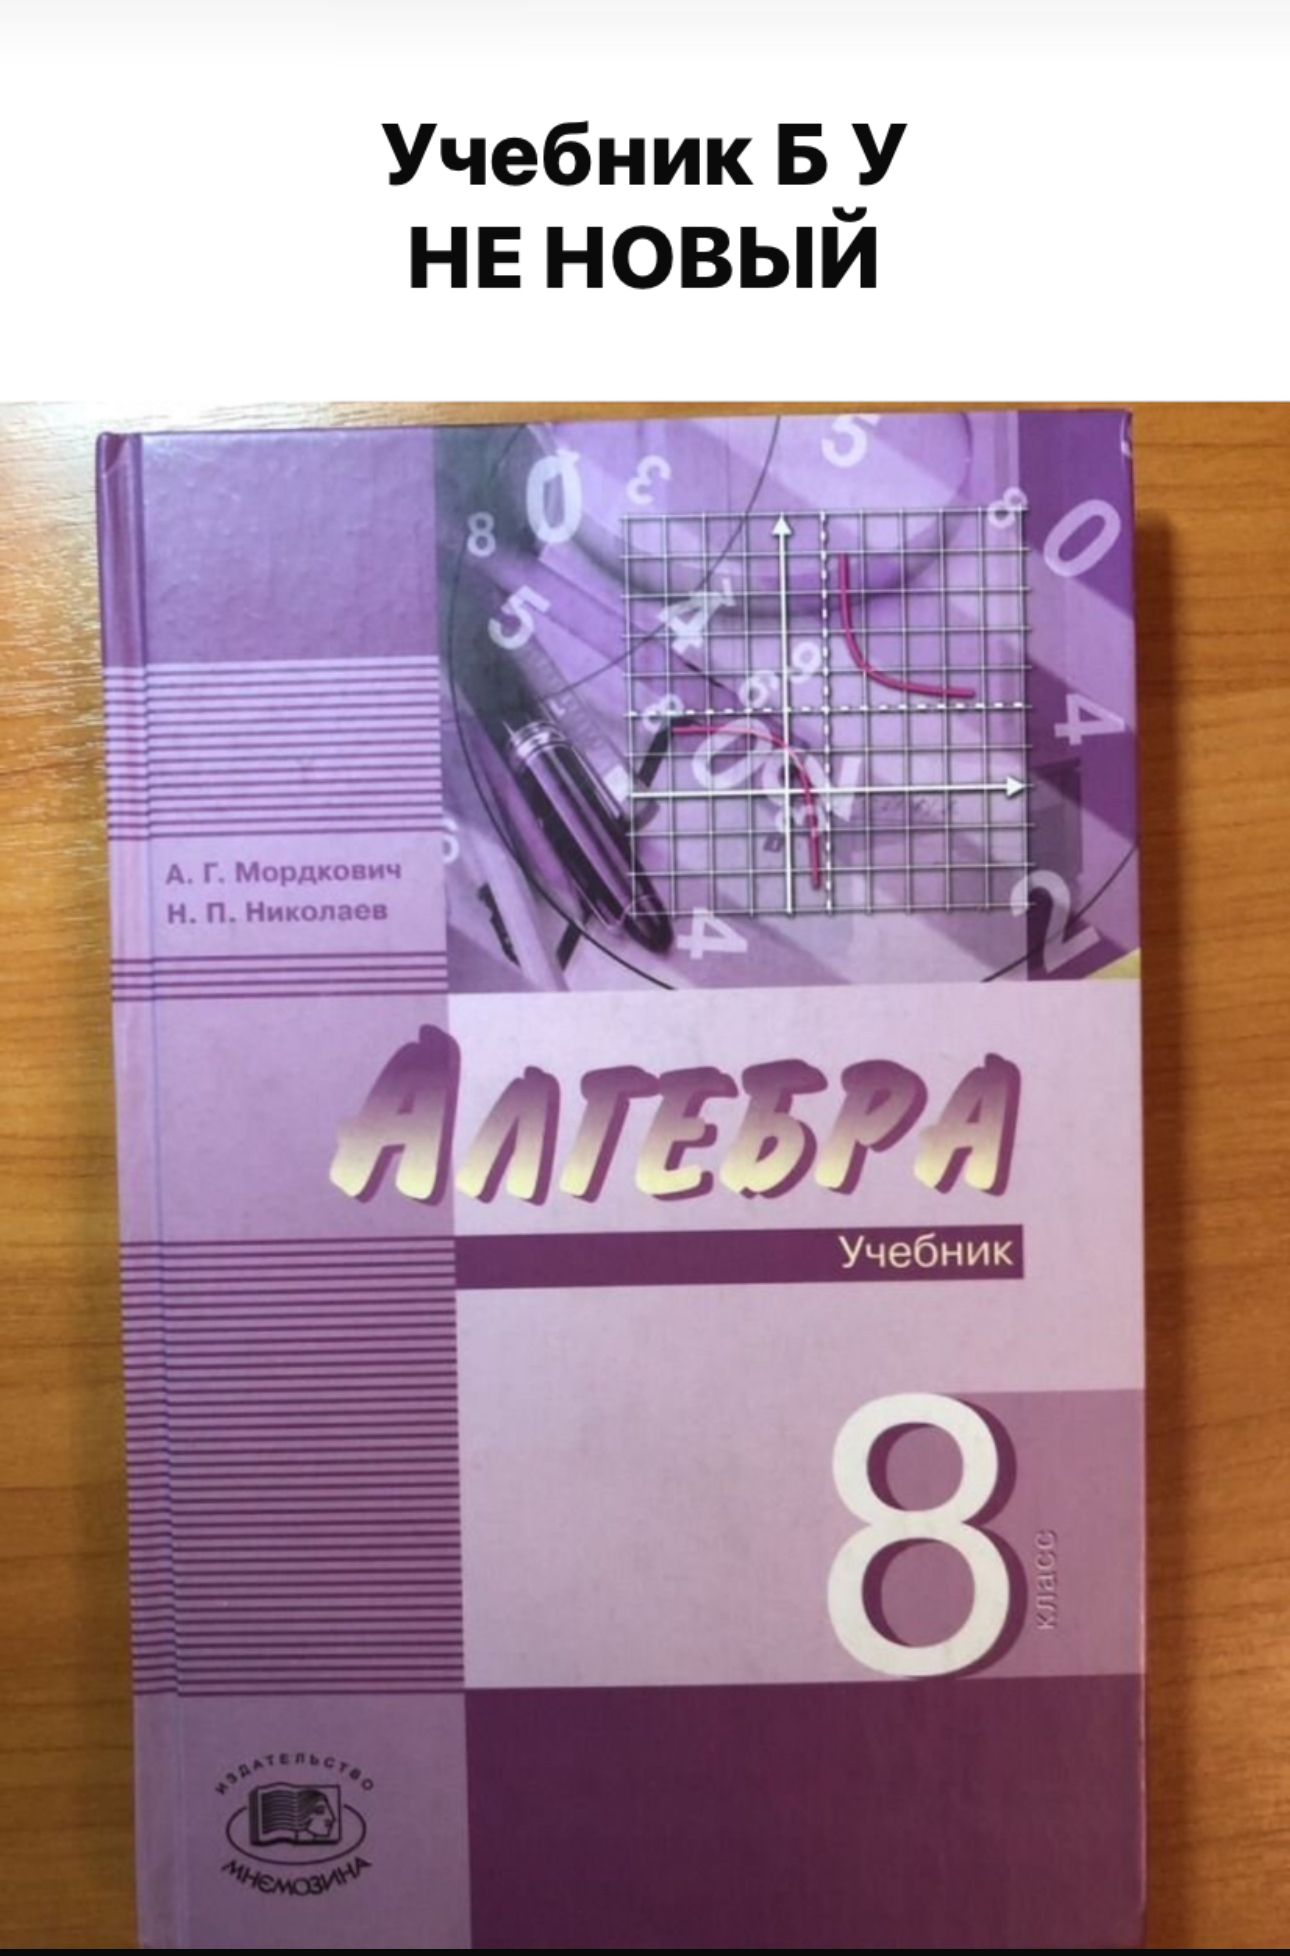 Учебник Б У
НЕ НОВЫЙ
А. Г. Мордкович
Н. П. Николаев
АЛГЕБРА
Учебник
8
класс
ИЗДАТЕЛЬСТВО
МНЕМОЗИНА